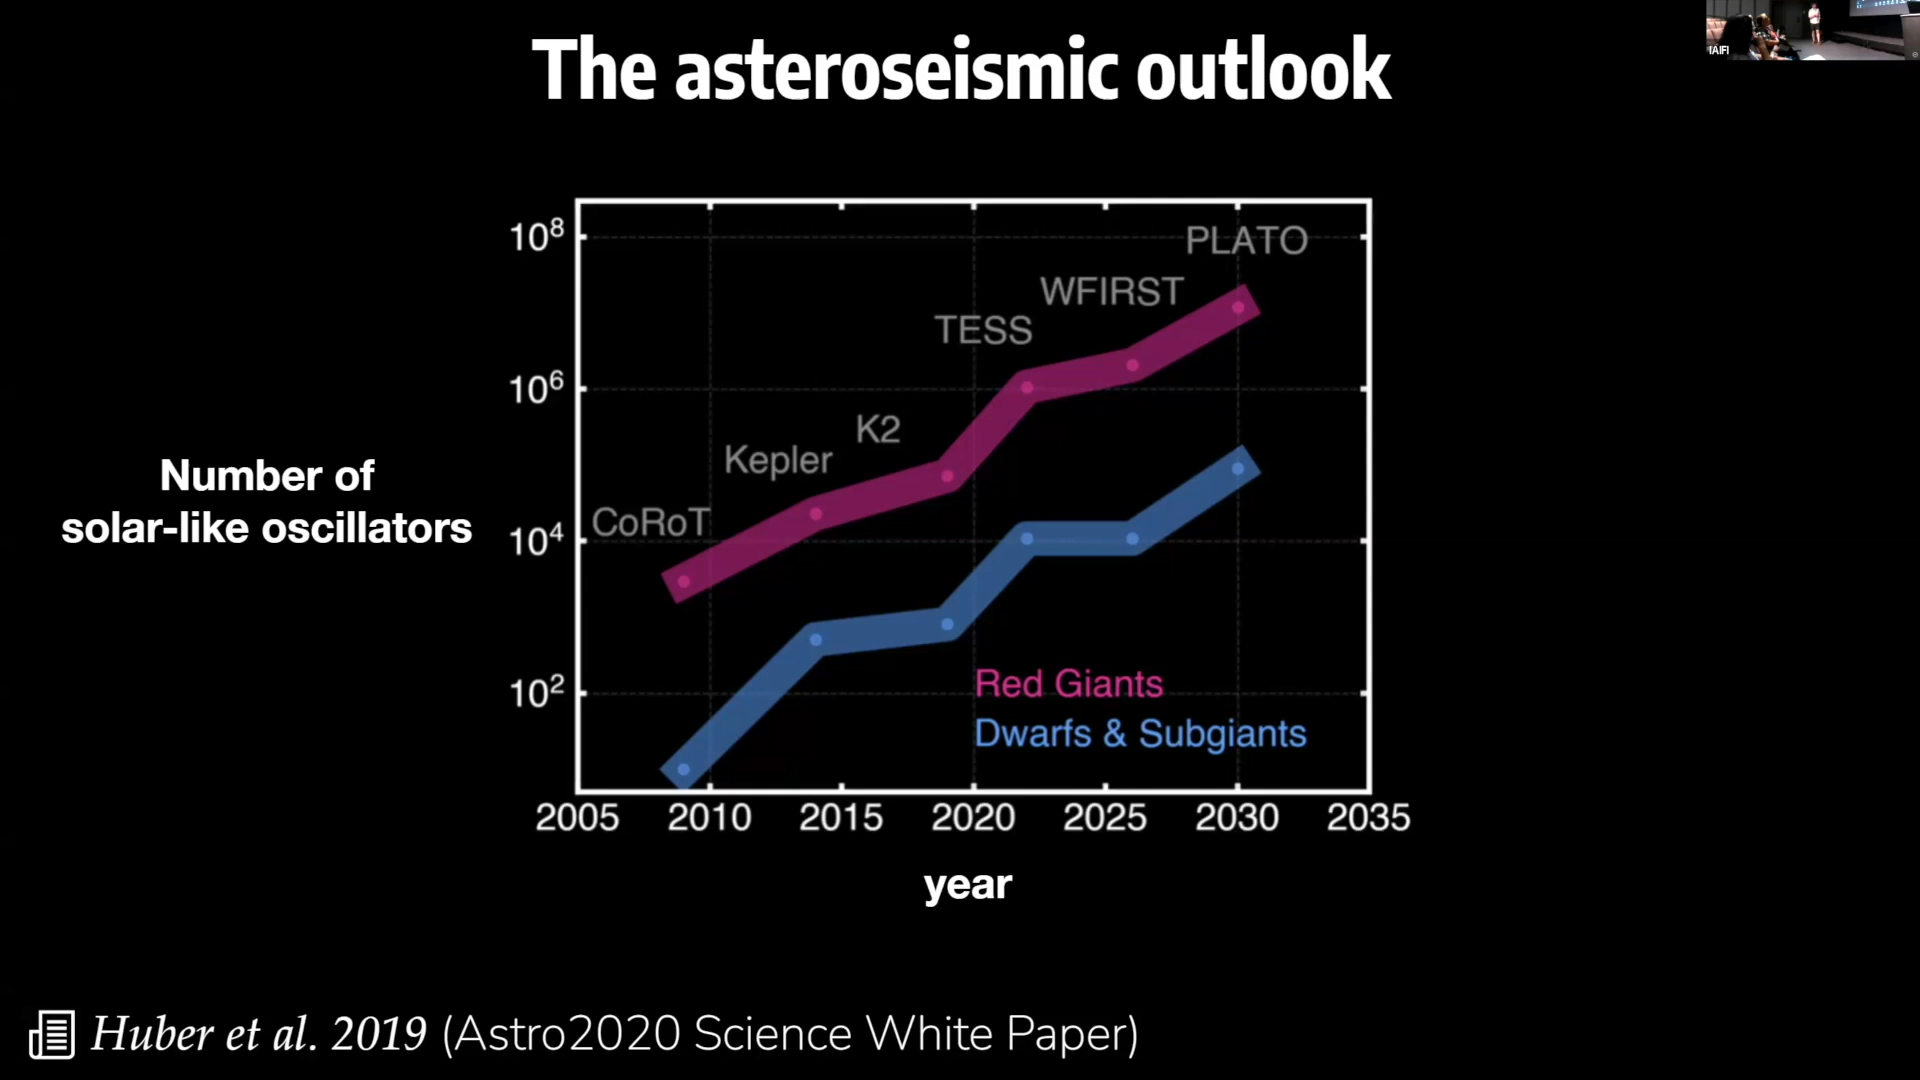 The asteroseismic outlook
IAIFI
10⁸
10⁶
10⁴
10²
Number of
solar-like oscillators
PLATO
WFIRST
TESS
K2
Kepler
CoRoT
Red Giants
Dwarfs & Subgiants
2005 2010 2015 2020 2025 2030 2035
year
Huber et al. 2019 (Astro2020 Science White Paper)